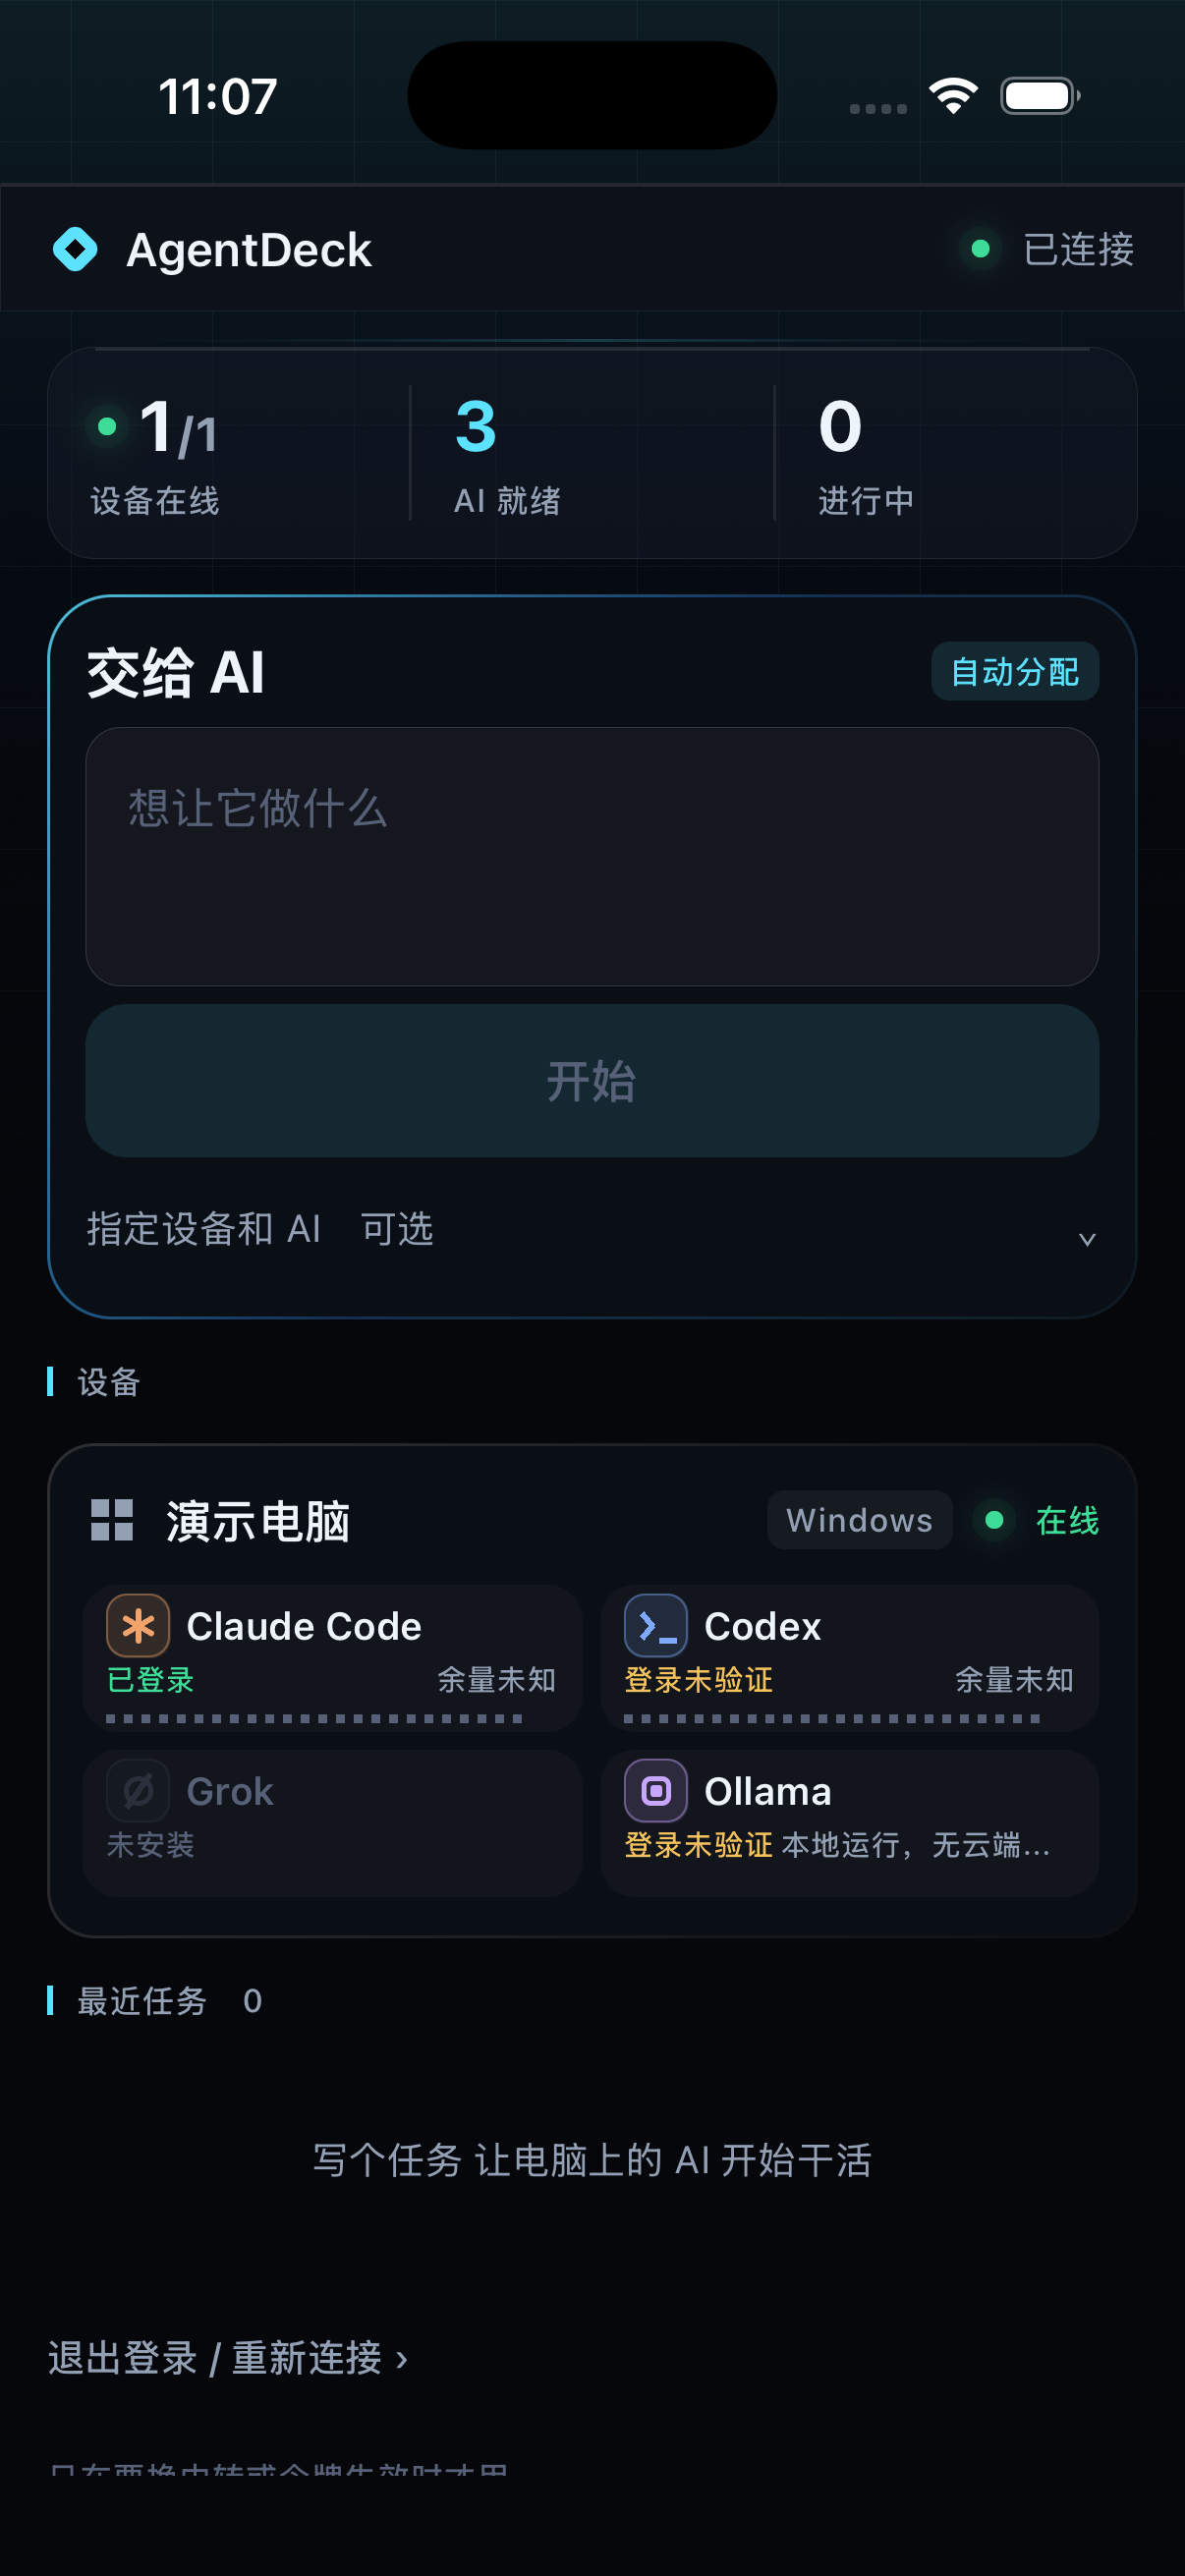 11:07
AgentDeck
已连接
1/1
3
0
设备在线
AI 就绪
进行中
交给 AI
自动分配
想让它做什么
开始
指定设备和 AI 可选
设备
演示电脑
Windows
在线
Claude Code
已登录
余量未知
Codex
登录未验证
余量未知
Grok
未安装
Ollama
登录未验证 本地运行，无云端...
最近任务 0
写个任务 让电脑上的 AI 开始干活
退出登录 / 重新连接 ›